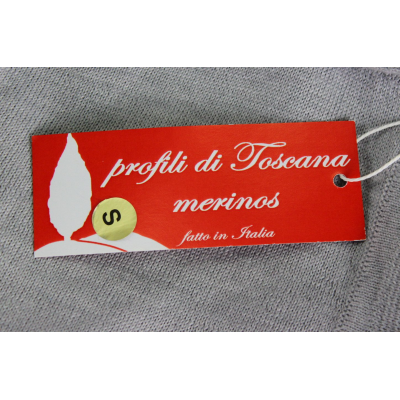 profili di Toscana
merinos
S
fatto in Italia